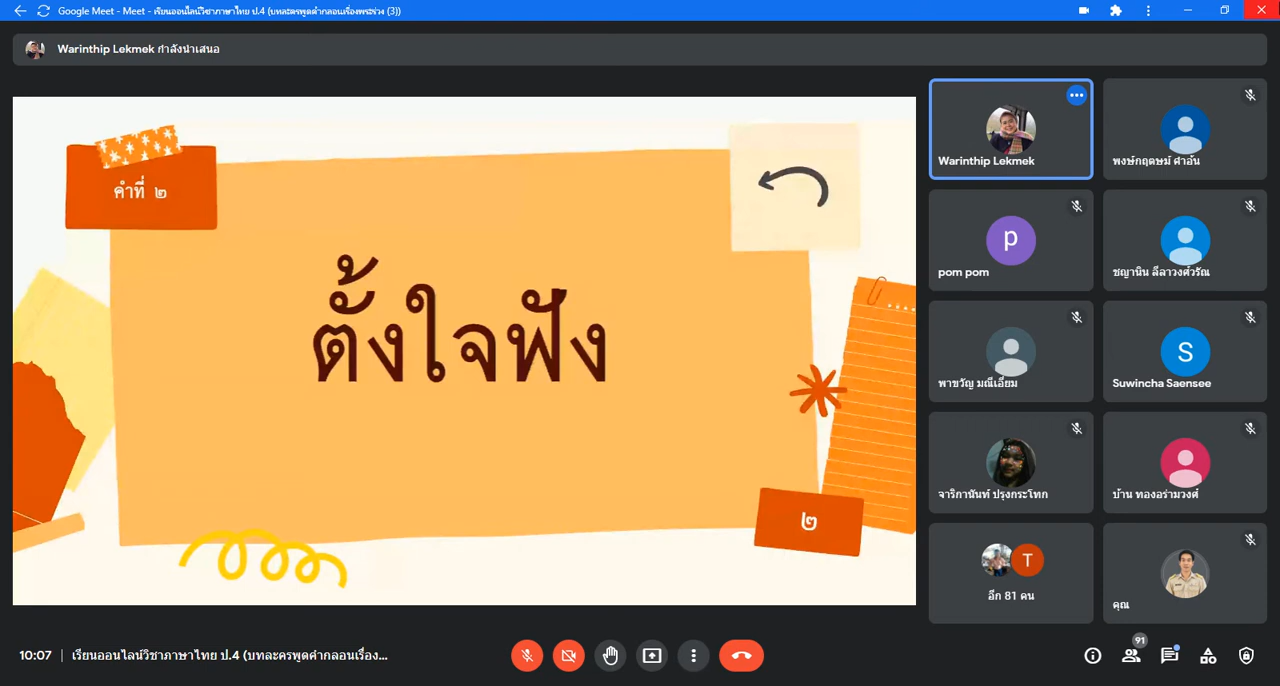 Google Meet - Meet - เรียนออนไลน์วิชาภาษาไทย ป.4 (บทละครพูดคำกลอนเรื่องพระร่วง (3))
Warinthip Lekmek กำลังนำเสนอ
คำที่ ๒
ตั้งใจฟัง
๒
Warinthip Lekmek
พงษ์กฤตษม์ ศาอัน
p
pom pom
ชญานิน ลีลาวงศ์วรัณ
พาขวัญ มณีเอี่ยม
S
Suwincha Saensee
จาริกานันท์ ปรุงกระโทก
บ้าน ทองอร่ามวงศ์
T
อีก 81 คน
คุณ
10:07 | เรียนออนไลน์วิชาภาษาไทย ป.4 (บทละครพูดคำกลอนเรื่อง...
91